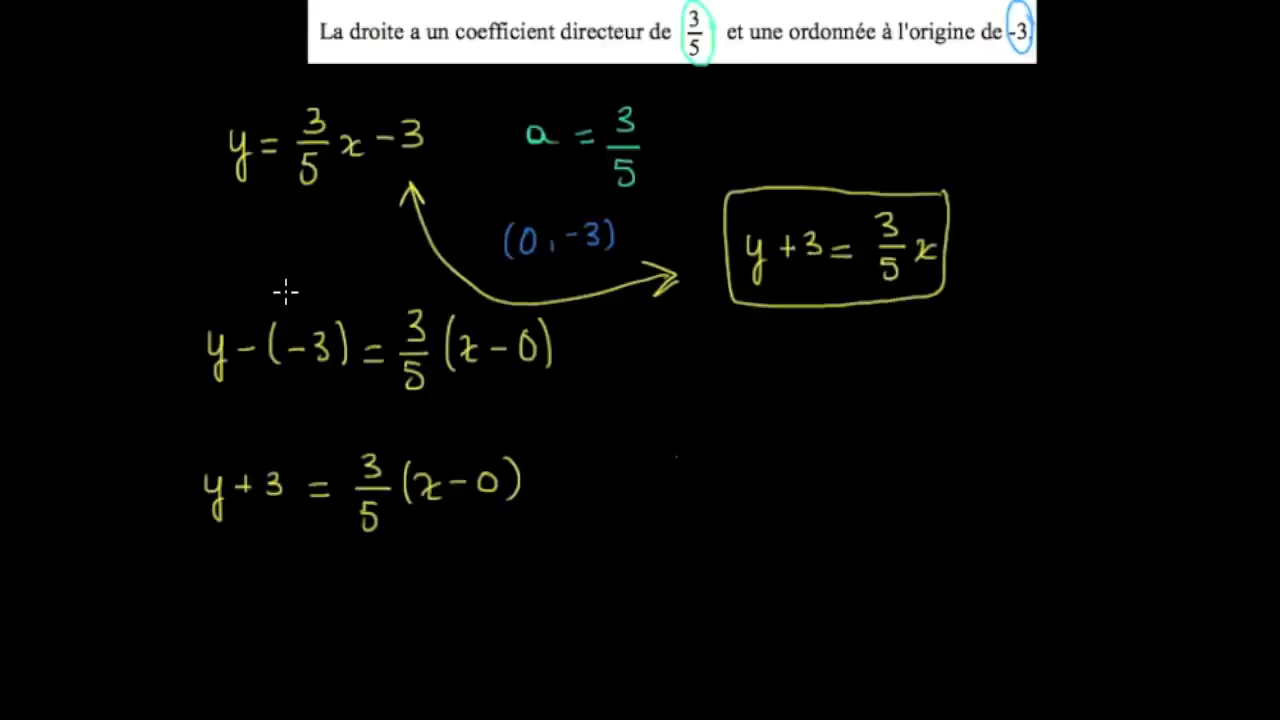 La droite a un coefficient directeur de 3/5 et une ordonnée à l'origine de -3.
y = 3/5 x - 3
a = 3/5
(0, -3)
y + 3 = 3/5 x
y - (-3) = 3/5 (x - 0)
y + 3 = 3/5 (x - 0)